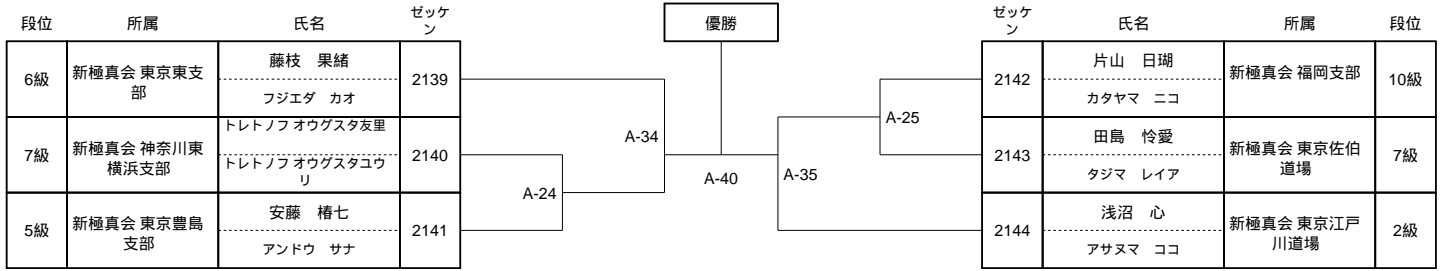 段位
所属
氏名
ゼッケ
ン
6級
新極真会 東京東支
部
藤枝　果緒
フジエダ　カオ
2139
7級
新極真会 神奈川東
横浜支部
トレトノフ オウグスタ友里
トレトノフ オウグスタユウ
リ
2140
5級
新極真会 東京豊島
支部
安藤　椿七
アンドウ　サナ
2141
A-34
A-24
優勝
A-40
A-25
A-35
ゼッケ
ン
氏名
所属
段位
2142
片山　日瑚
カタヤマ　ニコ
新極真会 福岡支部
10級
2143
田島　怜愛
タジマ　レイア
新極真会 東京佐伯
道場
7級
2144
浅沼　心
アサヌマ　ココ
新極真会 東京江戸
川道場
2級